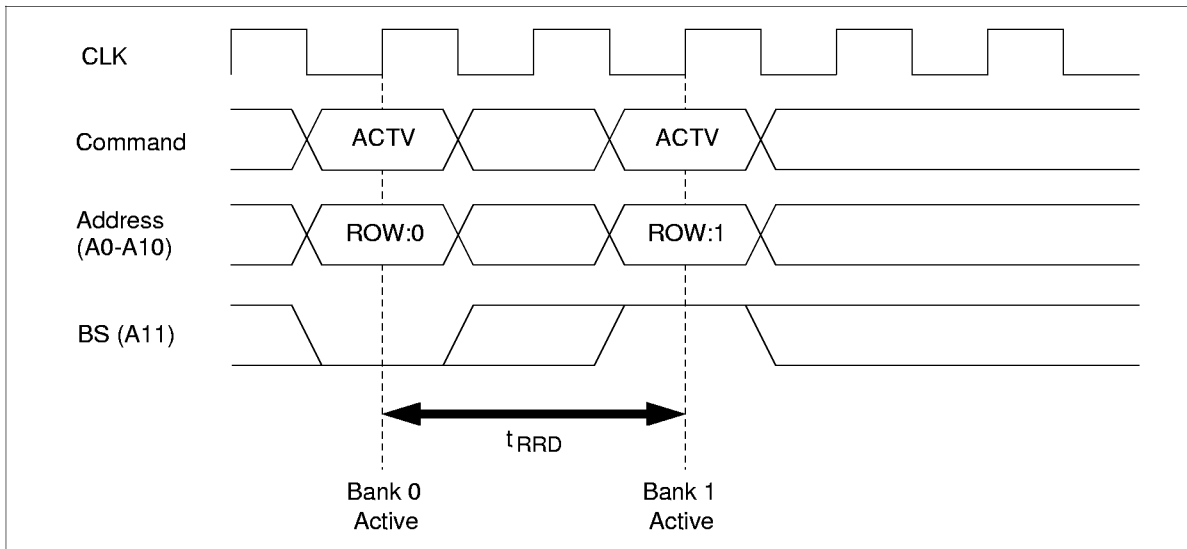 CLK
Command
ACTV
ACTV
Address
(A0-A10)
ROW:0
ROW:1
BS (A11)
tRRD
Bank 0
Active
Bank 1
Active